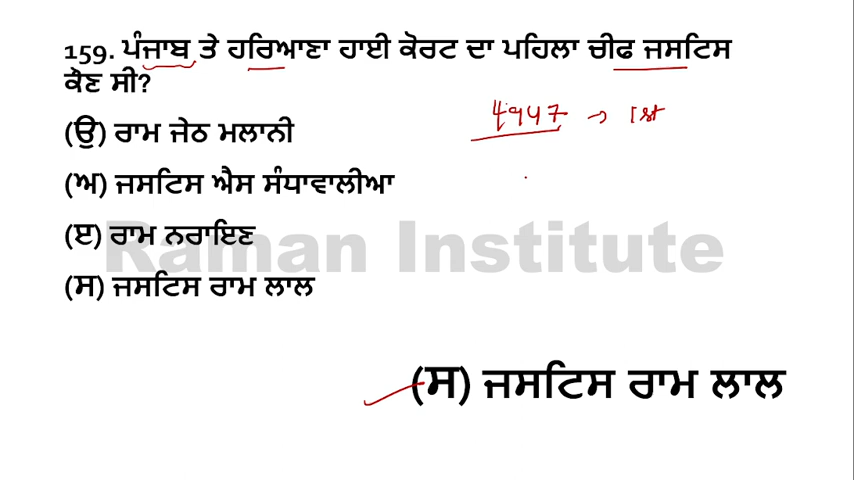 159. ਪੰਜਾਬ ਤੇ ਹਰਿਆਣਾ ਹਾਈ ਕੋਰਟ ਦਾ ਪਹਿਲਾ ਚੀਫ ਜਸਟਿਸ
ਕੋਣ ਸੀ?
1947 → 1st
(ੳ) ਰਾਮ ਜੇਠ ਮਲਾਨੀ
(ਅ) ਜਸਟਿਸ ਐਸ ਸੰਧਾਵਾਲੀਆ
(ੲ) ਰਾਮ ਨਰਾਇਣ
Raman Institute
(ਸ) ਜਸਟਿਸ ਰਾਮ ਲਾਲ
(ਸ) ਜਸਟਿਸ ਰਾਮ ਲਾਲ